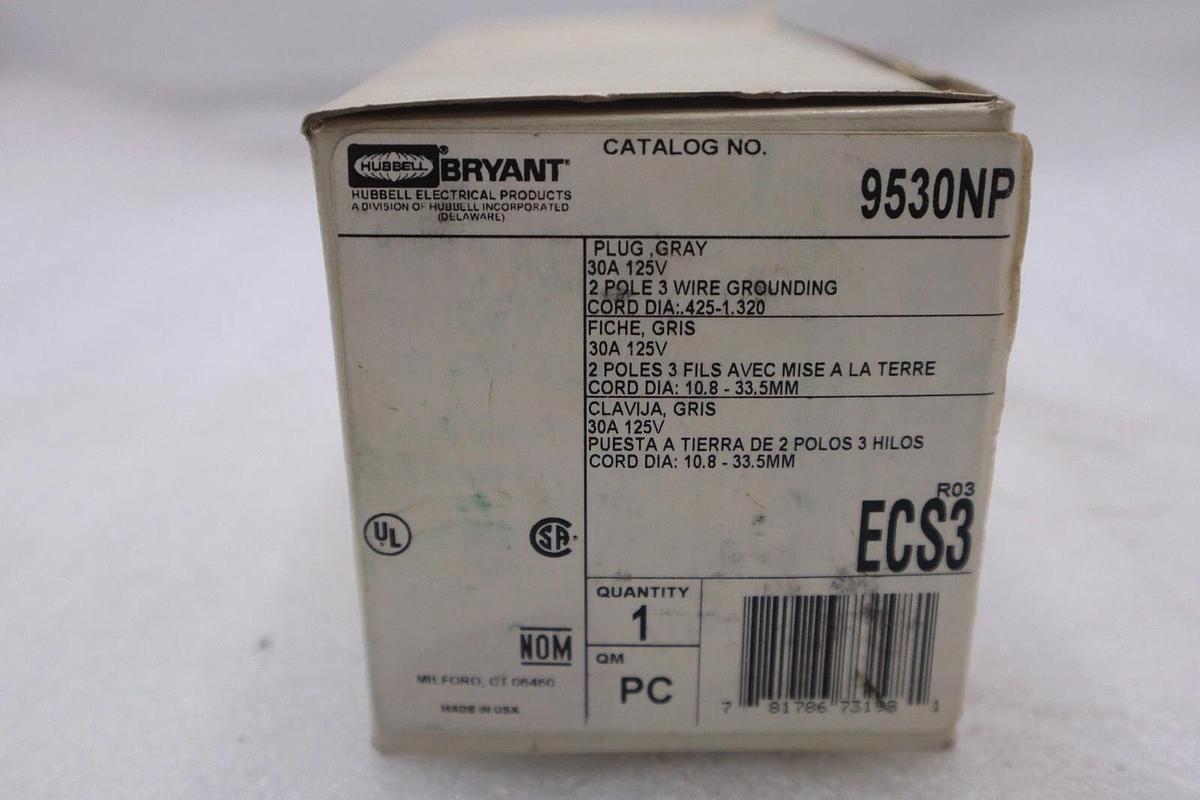 HUBBELL® BRYANT®
HUBBELL ELECTRICAL PRODUCTS
A DIVISION OF HUBBELL INCORPORATED
(DELAWARE)
CATALOG NO.
9530NP
PLUG ,GRAY
30A 125V
2 POLE 3 WIRE GROUNDING
CORD DIA:.425-1.320
FICHE, GRIS
30A 125V
2 POLES 3 FILS AVEC MISE A LA TERRE
CORD DIA: 10.8 - 33.5MM
CLAVIJA, GRIS
30A 125V
PUESTA A TIERRA DE 2 POLOS 3 HILOS
CORD DIA: 10.8 - 33.5MM
R03
ECS3
UL
SA
NOM
MILFORD, CT 06460
MADE IN USA
QUANTITY
1
QM
PC
7 81786 73198 1